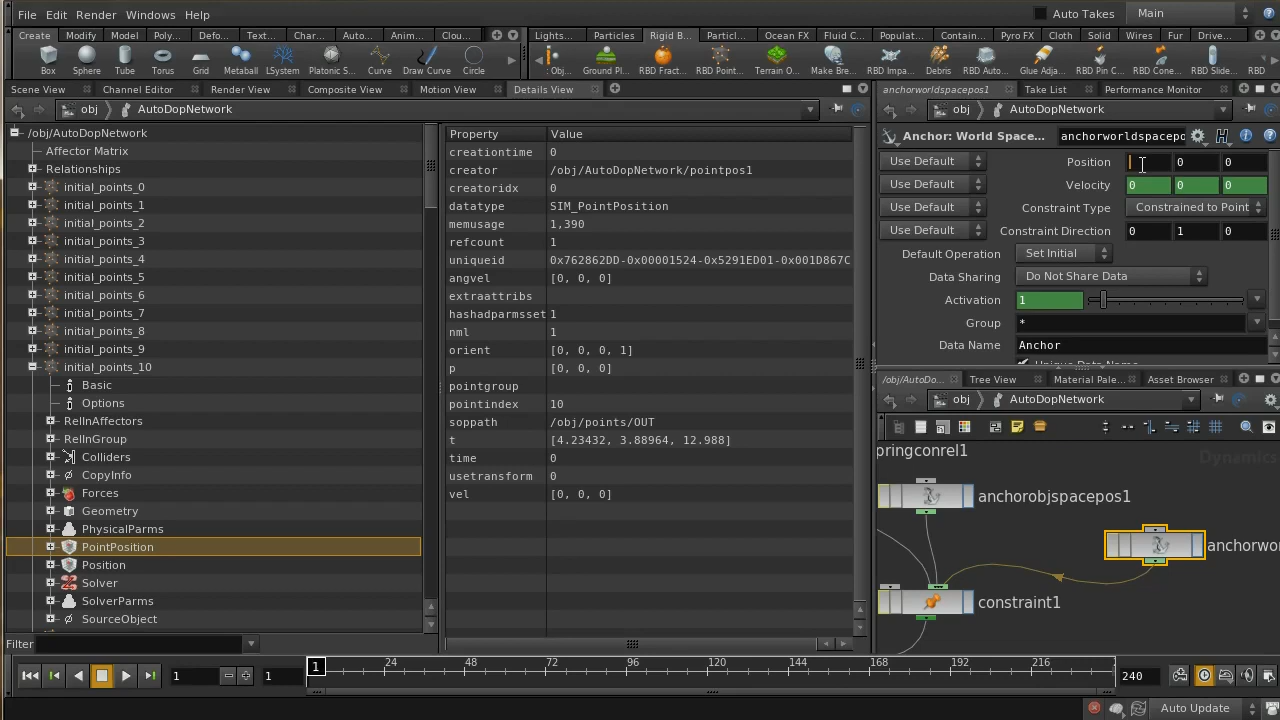 File Edit Render Windows Help Auto Takes Main
Create Modify Model Poly... Defo... Text... Char... Auto... Anim... Clou... Lights... Particles Rigid B... Particl... Ocean FX Fluid C... Populat... Contain... Pyro FX Cloth Solid Wires Fur Drive...
Box Sphere Tube Torus Grid Metaball LSystem Platonic S... Curve Draw Curve Circle : Obj... Ground Pl... RBD Fract... RBD Point... Terrain O... Make Bre... RBD Impa... Debris RBD Auto... Glue Adja... RBD Pin C... RBD Cone... RBD Slide... RBD
Scene View Channel Editor Render View Composite View Motion View Details View anchorworldspacepos1 Take List Performance Monitor
obj AutoDopNetwork obj AutoDopNetwork
/obj/AutoDopNetwork
Affector Matrix
Relationships
initial_points_0
initial_points_1
initial_points_2
initial_points_3
initial_points_4
initial_points_5
initial_points_6
initial_points_7
initial_points_8
initial_points_9
initial_points_10
Basic
Options
RelInAffectors
RelInGroup
Colliders
CopyInfo
Forces
Geometry
PhysicalParms
PointPosition
Position
Solver
SolverParms
SourceObject
Filter
Property Value
creationtime 0
creator /obj/AutoDopNetwork/pointpos1
creatoridx 0
datatype SIM_PointPosition
memusage 1,390
refcount 1
uniqueid 0x762862DD-0x00001524-0x5291ED01-0x001D867C
angvel [0, 0, 0]
extraattribs
hashadparmsset 1
nml 1
orient [0, 0, 0, 1]
p [0, 0, 0]
pointgroup
pointindex 10
soppath /obj/points/OUT
t [4.23432, 3.88964, 12.988]
time 0
usetransform 0
vel [0, 0, 0]
Anchor: World Space... anchorworldspacepo
Use Default Position 0 0
Use Default Velocity 0 0 0
Use Default Constraint Type Constrained to Point
Use Default Constraint Direction 0 1 0
Default Operation Set Initial
Data Sharing Do Not Share Data
Activation 1
Group *
Data Name Anchor
/obj/AutoDo... Tree View Material Pale... Asset Browser
obj AutoDopNetwork
pringconrel1
Dynamics
anchorobjspacepos1
anchorwo
constraint1
1 1 1 24 48 72 96 120 144 168 192 216 240
Auto Update